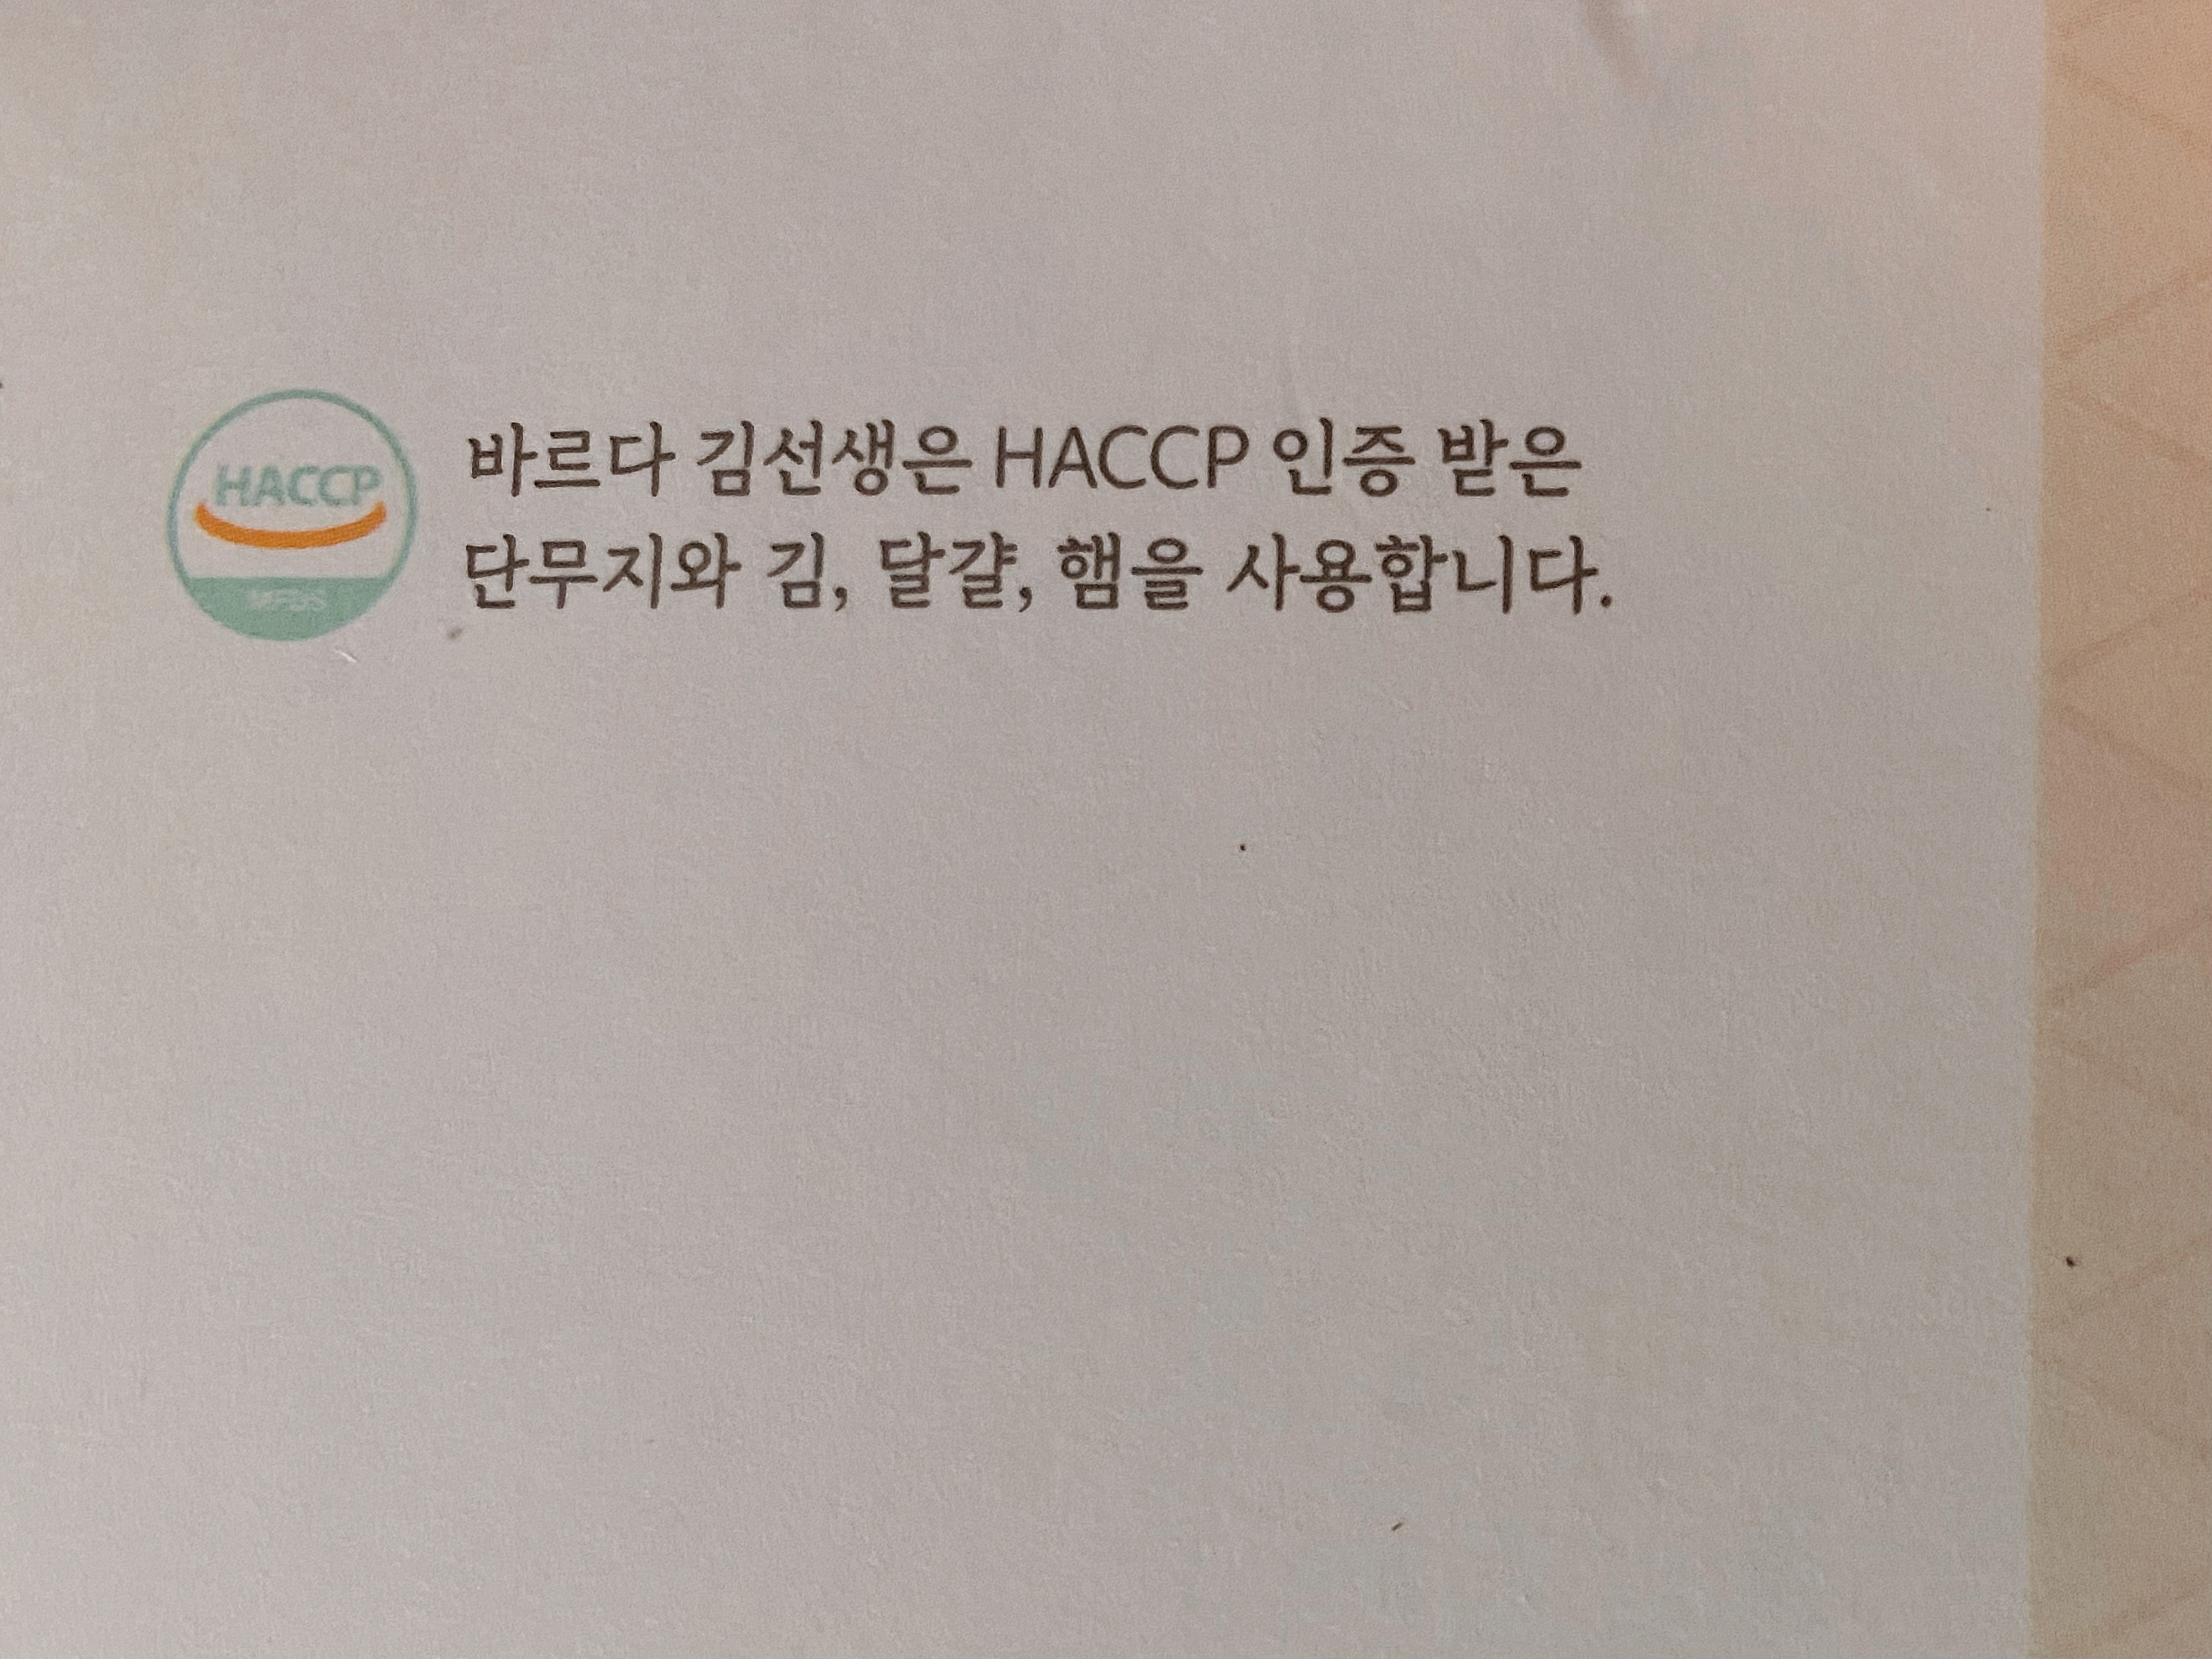 HACCP
바르다 김선생은 HACCP 인증 받은
단무지와 김, 달걀, 햄을 사용합니다.